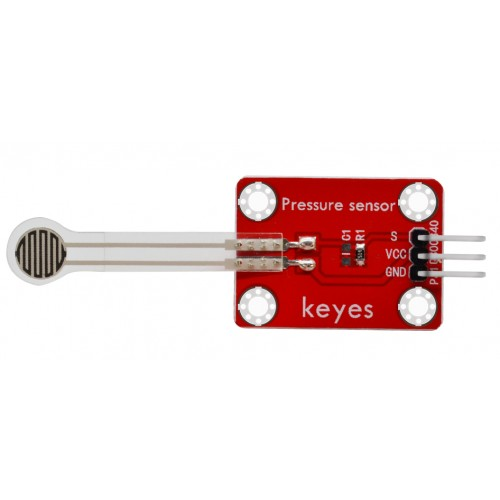 Pressure sensor
C1
R1
S
VCC
GND
keyes